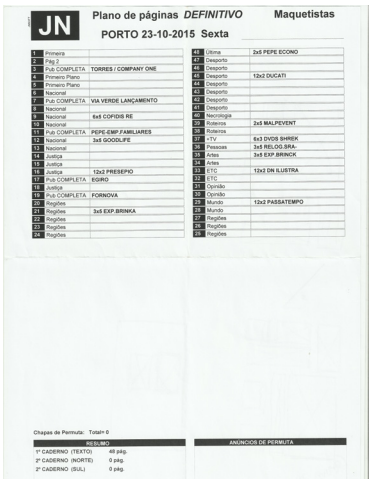 JN
Plano de páginas DEFINITIVO Maquetistas
PORTO 23-10-2015 Sexta
1 Primeira
2 Pág 2
3 Pub COMPLETA TORRES / COMPANY ONE
4 Primeiro Plano
5 Primeiro Plano
6 Nacional
7 Pub COMPLETA VIA VERDE LANÇAMENTO
8 Nacional
9 Nacional 6x5 COFIDIS RE
10 Nacional
11 Pub COMPLETA PEPE-EMP.FAMILIARES
12 Nacional 3x5 GOODLIFE
13 Nacional
14 Justiça
15 Justiça
16 Justiça 12x2 PRESEPIO
17 Pub COMPLETA EGIRO
18 Justiça
19 Pub COMPLETA FORNOVA
20 Regiões
21 Regiões 3x5 EXP.BRINKA
22 Regiões
23 Regiões
24 Regiões
48 Última 2x5 PEPE ECONO
47 Desporto
46 Desporto
45 Desporto 12x2 DUCATI
44 Desporto
43 Desporto
42 Desporto
41 Desporto
40 Necrologia
39 Roteiros 2x5 MALPEVENT
38 Roteiros
37 +TV 6x3 DVDS SHREK
36 Pessoas 3x5 RELOG.SRA-
35 Artes 3x5 EXP.BRINCK
34 Artes
33 ETC 12x2 DN ILUSTRA
32 ETC
31 Opinião
30 Opinião
29 Mundo 12x2 PASSATEMPO
28 Mundo
27 Regiões
26 Regiões
25 Regiões
Chapas de Permuta: Total= 0
RESUMO
1º CADERNO (TEXTO) 48 pág.
2º CADERNO (NORTE) 0 pág.
2º CADERNO (SUL) 0 pág.
ANÚNCIOS DE PERMUTA